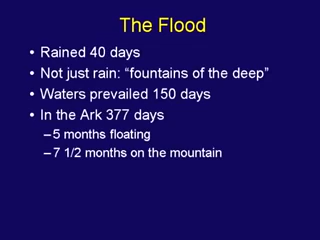 The Flood
• Rained 40 days
• Not just rain: “fountains of the deep”
• Waters prevailed 150 days
• In the Ark 377 days
–5 months floating
–7 1/2 months on the mountain